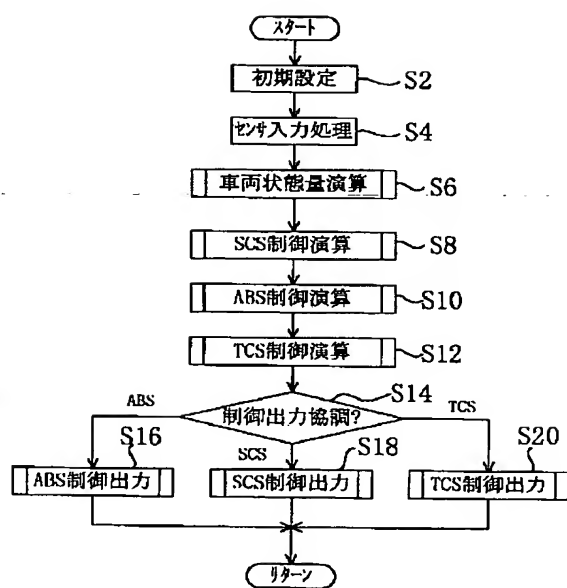 スタート
初期設定 S2
センサ入力処理 S4
車両状態量演算 S6
SCS制御演算 S8
ABS制御演算 S10
TCS制御演算 S12
S14
ABS 制御出力協調? TCS
S16 SCS S18 S20
ABS制御出力 SCS制御出力 TCS制御出力
リターン